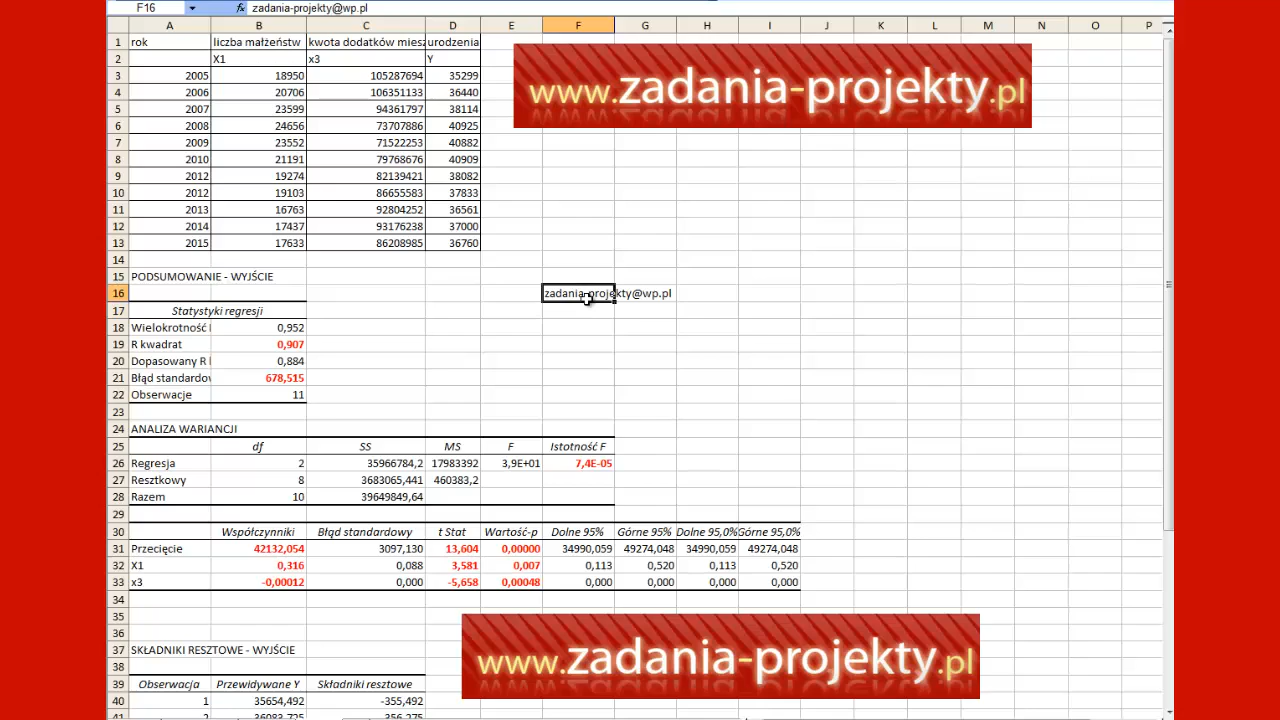 F16 fx zadania-projekty@wp.pl
A B C D E F G H I J K L M N O P
1 rok liczba małżeństw kwota dodatków miesz urodzenia
2 X1 x3 Y
3 2005 18950 105287694 35299
4 2006 20706 106351133 36440
5 2007 23599 94361797 38114
6 2008 24656 73707886 40925
7 2009 23552 71522253 40882
8 2010 21191 79768676 40909
9 2012 19274 82139421 38082
10 2012 19103 86655583 37833
11 2013 16763 92804252 36561
12 2014 17437 93176238 37000
13 2015 17633 86208985 36760
www.zadania-projekty.pl
14
15 PODSUMOWANIE - WYJŚCIE
16 zadania-projekty@wp.pl
17 Statystyki regresji
18 Wielokrotność 0,952
19 R kwadrat 0,907
20 Dopasowany R 0,884
21 Błąd standardow 678,515
22 Obserwacje 11
23
24 ANALIZA WARIANCJI
25 df SS MS F Istotność F
26 Regresja 2 35966784,2 17983392 3,9E+01 7,4E-05
27 Resztkowy 8 3683065,441 460383,2
28 Razem 10 39649849,64
29
30 Współczynniki Błąd standardowy t Stat Wartość-p Dolne 95% Górne 95% Dolne 95,0% Górne 95,0%
31 Przecięcie 42132,054 3097,130 13,604 0,00000 34990,059 49274,048 34990,059 49274,048
32 X1 0,316 0,088 3,581 0,007 0,113 0,520 0,113 0,520
33 x3 -0,00012 0,000 -5,658 0,00048 0,000 0,000 0,000 0,000
34
35
36
37 SKŁADNIKI RESZTOWE - WYJŚCIE
38
www.zadania-projekty.pl
39 Obserwacja Przewidywane Y Składniki resztowe
40 1 35654,492 -355,492
41 2 36083,725 356,275